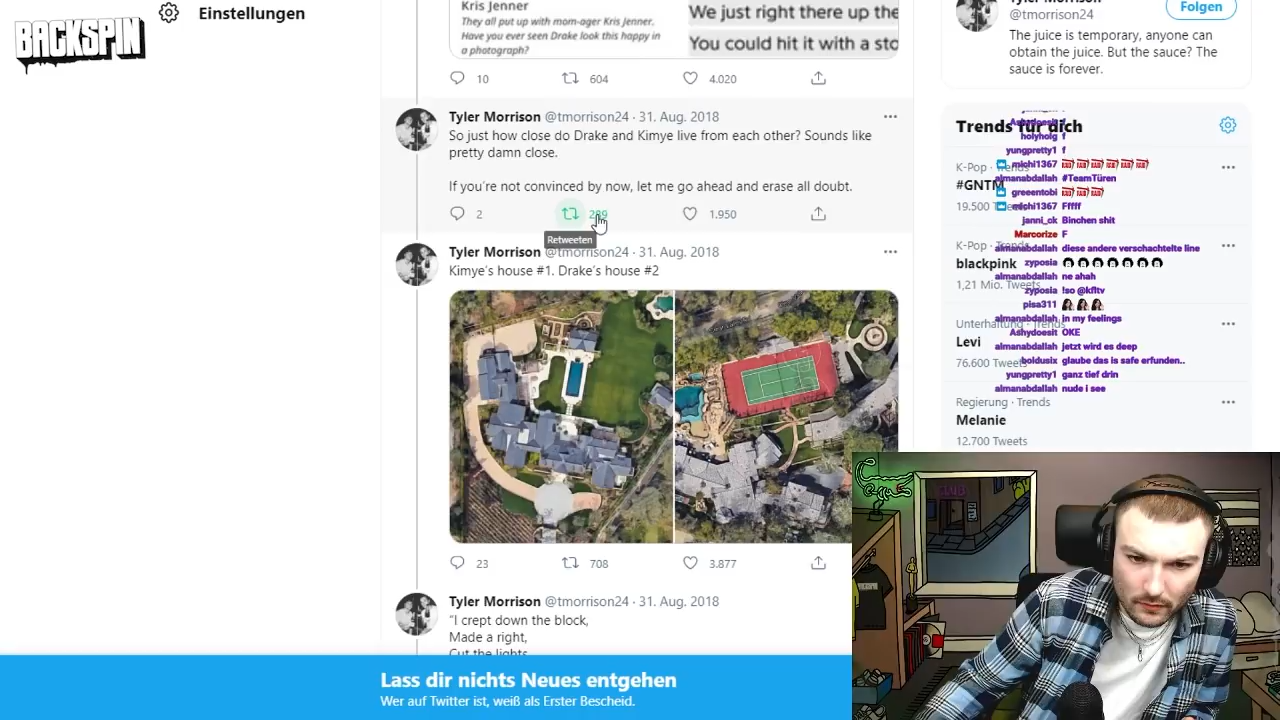 BACKSPIN
Einstellungen
Kris Jenner
They all put up with mom-ager Kris Jenner.
Have you ever seen Drake look this happy in
a photograph?
We just right there up the
You could hit it with a sto
10 604 4.020
Tyler Morrison @tmorrison24 · 31. Aug. 2018
So just how close do Drake and Kimye live from each other? Sounds like
pretty damn close.
If you're not convinced by now, let me go ahead and erase all doubt.
2 1.950
Retweeten
Tyler Morrison @tmorrison24 · 31. Aug. 2018
Kimye's house #1. Drake's house #2
23 708 3.877
Tyler Morrison @tmorrison24 · 31. Aug. 2018
"I crept down the block,
Made a right,
Cut the lights
Lass dir nichts Neues entgehen
Wer auf Twitter ist, weiß als Erster Bescheid.
Tyler Morrison
@tmorrison24
Folgen
The juice is temporary, anyone can
obtain the juice. But the sauce? The
sauce is forever.
Trends für dich
K-Pop · Trends
#GNTM
19.500 Tweets
K-Pop · Trends
blackpink
1,21 Mio. Tweets
Unterhaltung · Trends
Levi
76.600 Tweets
Regierung · Trends
Melanie
12.700 Tweets
Ashydoesit f
holyholg f
yungpretty1 f
michi1367
almanabdallah #TeamTüren
greeentobi
michi1367 Fffff
janni_ck Binchen shit
Marcorize F
almanabdallah diese andere verschachtelte line
zyposia
almanabdallah ne ahah
zyposia !so @kfltv
pisa311
almanabdallah in my feelings
Ashydoesit OKE
almanabdallah jetzt wird es deep
boldusix glaube das is safe erfunden..
yungpretty1 ganz tief drin
almanabdallah nude i see